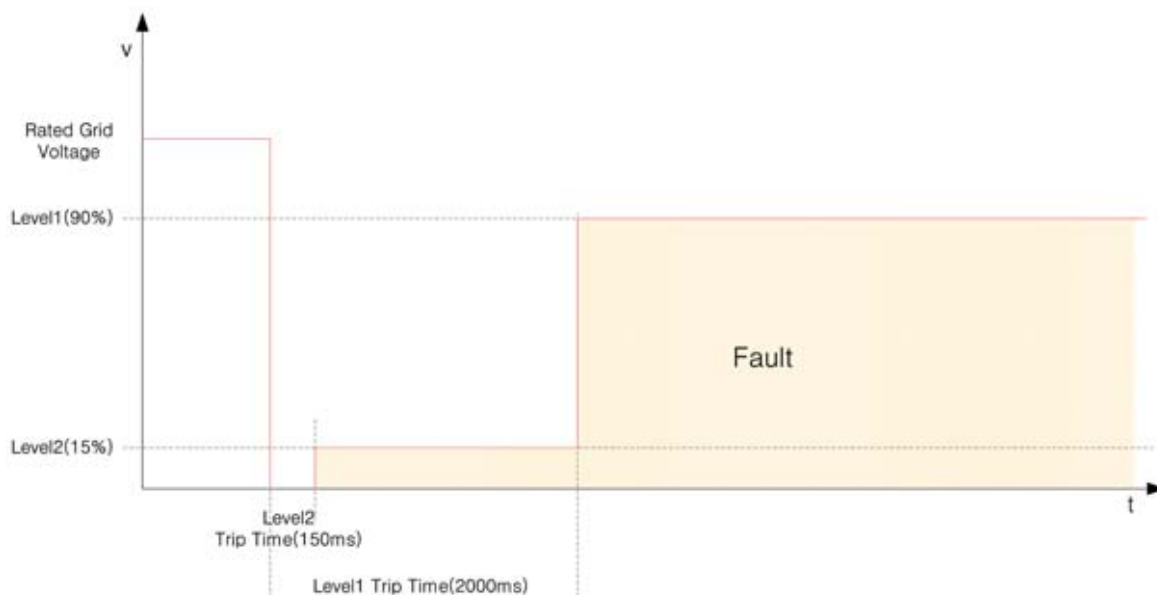 v
Rated Grid
Voltage
Level1(90%)
Fault
Level2(15%)
t
Level2
Trip Time(150ms)
Level1 Trip Time(2000ms)